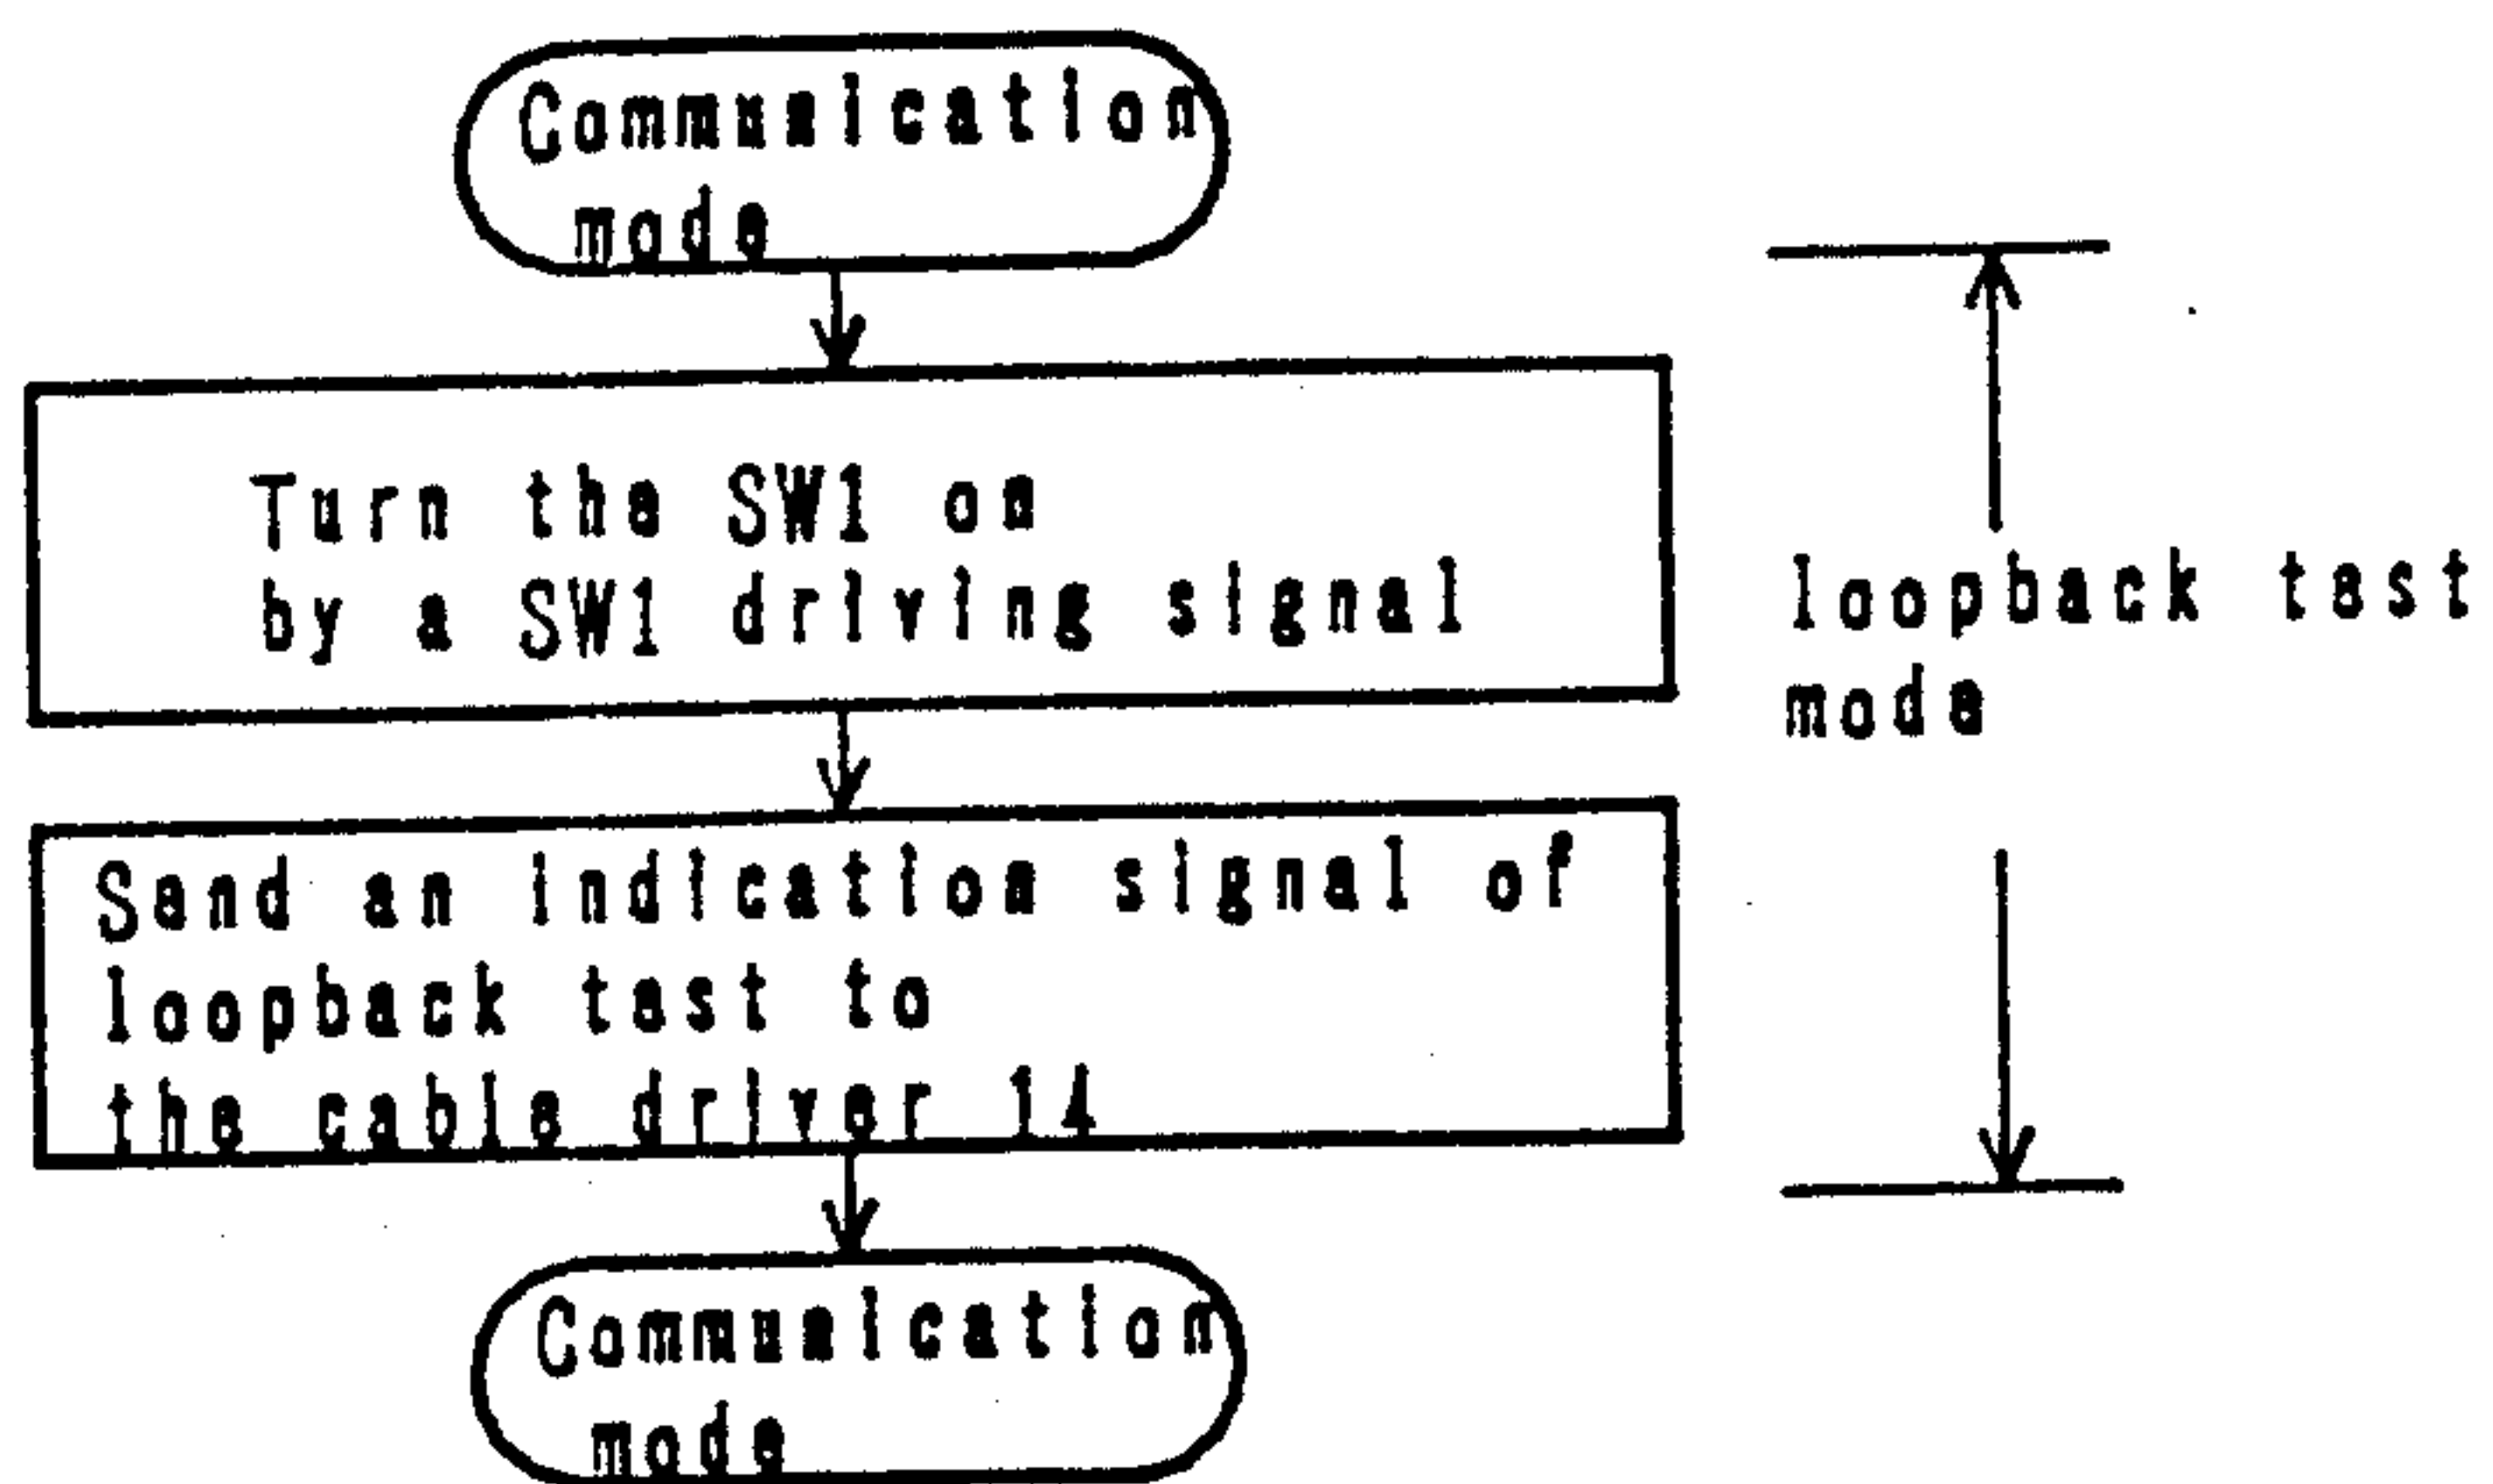 Communication
mode
Turn the SW1 on
by a SW1 driving signal
loopback test
mode
Send an indication signal of
loopback test to
the cable driver 14
Communication
mode